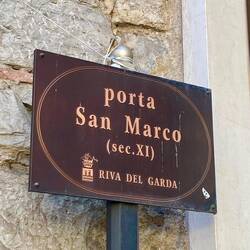 porta
San Marco
(sec.XI)
RIVA DEL GARDA